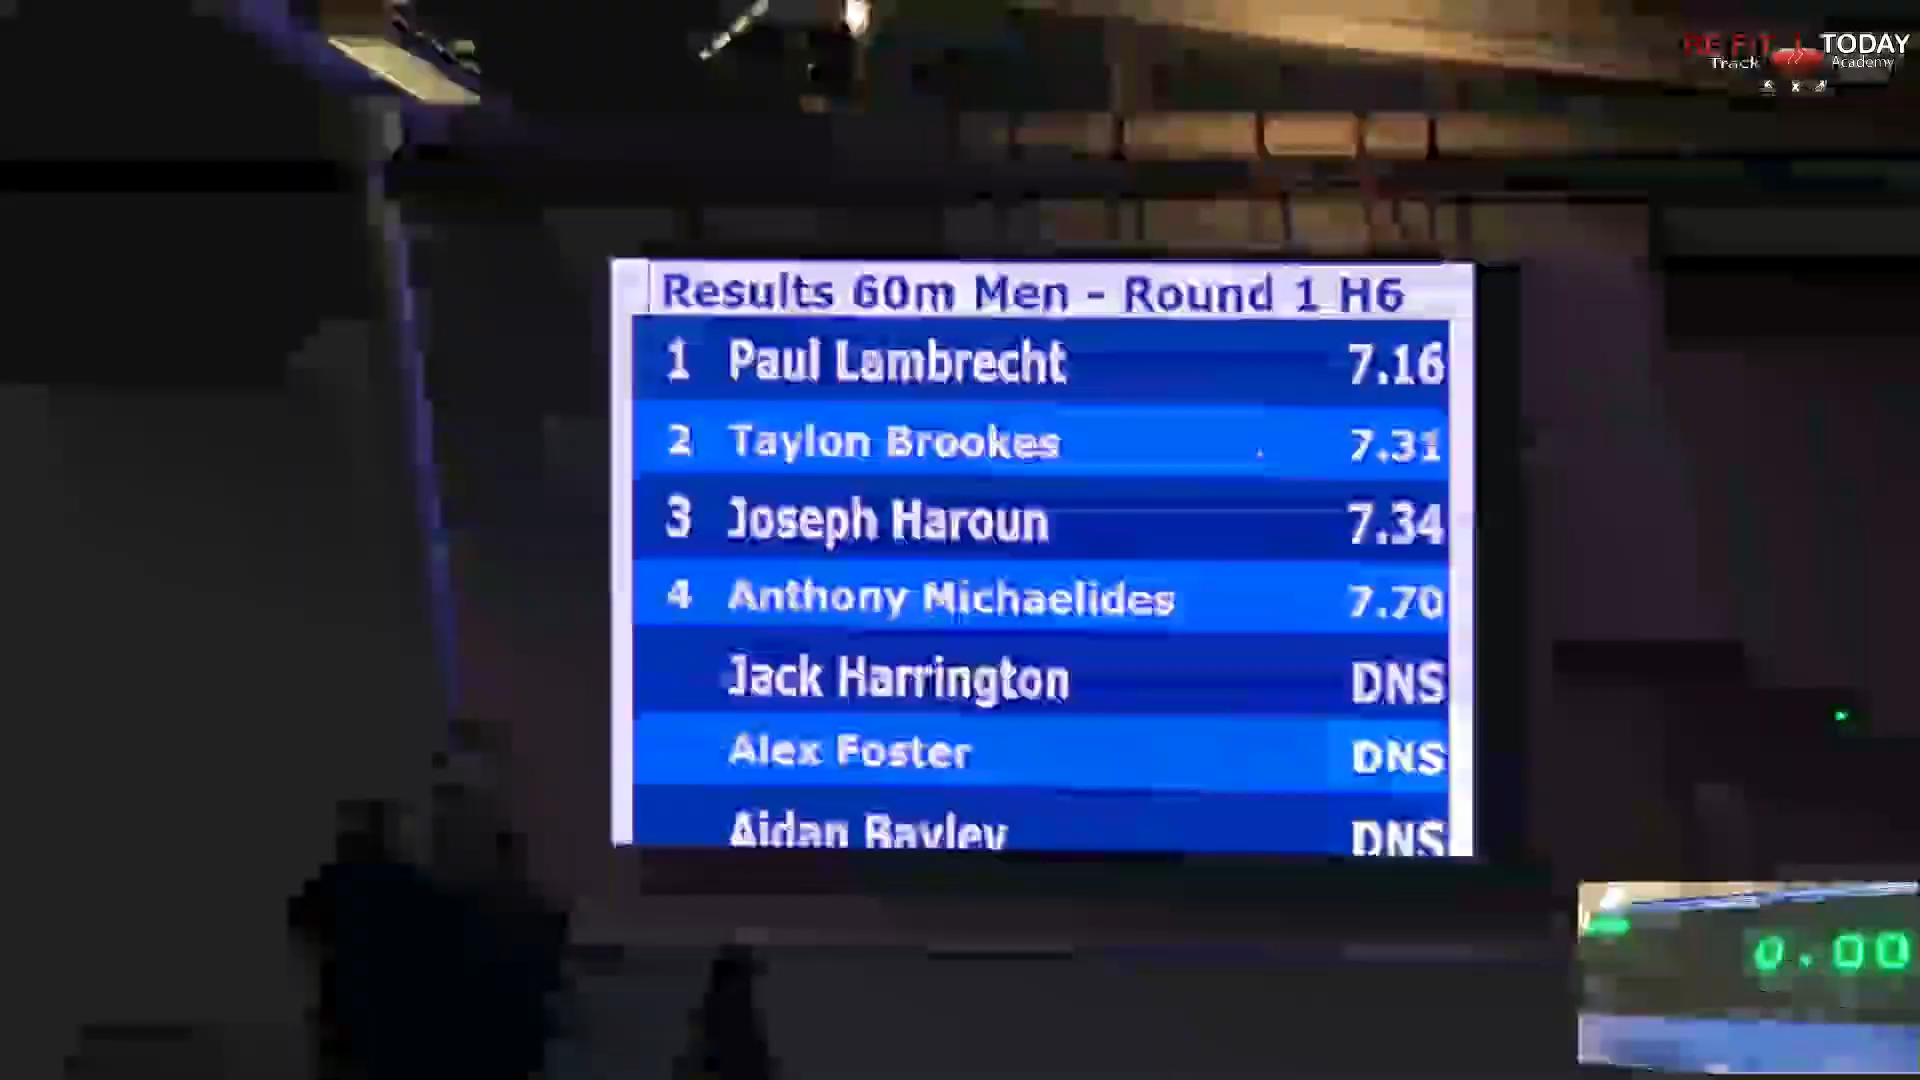 BE FIT TODAY
Track Academy
Results 60m Men - Round 1 H6
1 Paul Lambrecht 7.16
2 Taylon Brookes 7.31
3 Joseph Haroun 7.34
4 Anthony Michaelides 7.70
Jack Harrington DNS
Alex Foster DNS
Aidan Bayley DNS
0.00